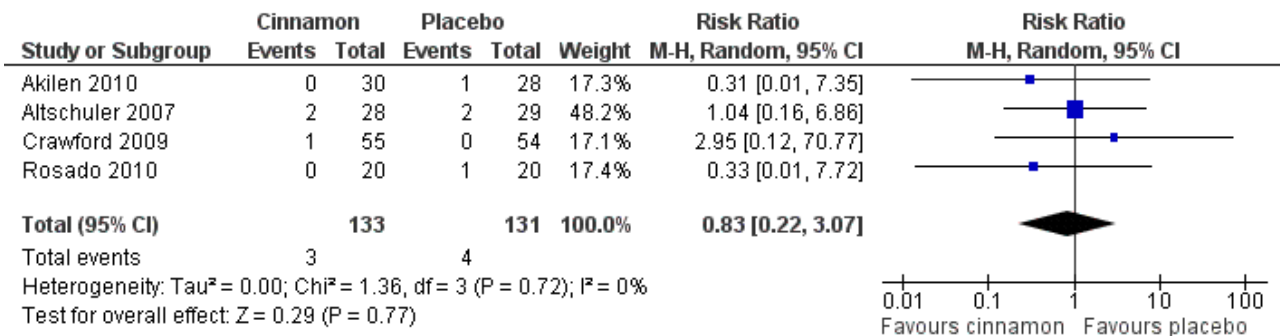 Cinnamon Placebo Risk Ratio Risk Ratio
Study or Subgroup Events Total Events Total Weight M-H, Random, 95% CI M-H, Random, 95% CI
Akilen 2010 0 30 1 28 17.3% 0.31 [0.01, 7.35]
Altschuler 2007 2 28 2 29 48.2% 1.04 [0.16, 6.86]
Crawford 2009 1 55 0 54 17.1% 2.95 [0.12, 70.77]
Rosado 2010 0 20 1 20 17.4% 0.33 [0.01, 7.72]
Total (95% CI) 133 131 100.0% 0.83 [0.22, 3.07]
Total events 3 4
Heterogeneity: Tau² = 0.00; Chi² = 1.36, df = 3 (P = 0.72); I² = 0%
Test for overall effect: Z = 0.29 (P = 0.77)
0.01 0.1 1 10 100
Favours cinnamon Favours placebo